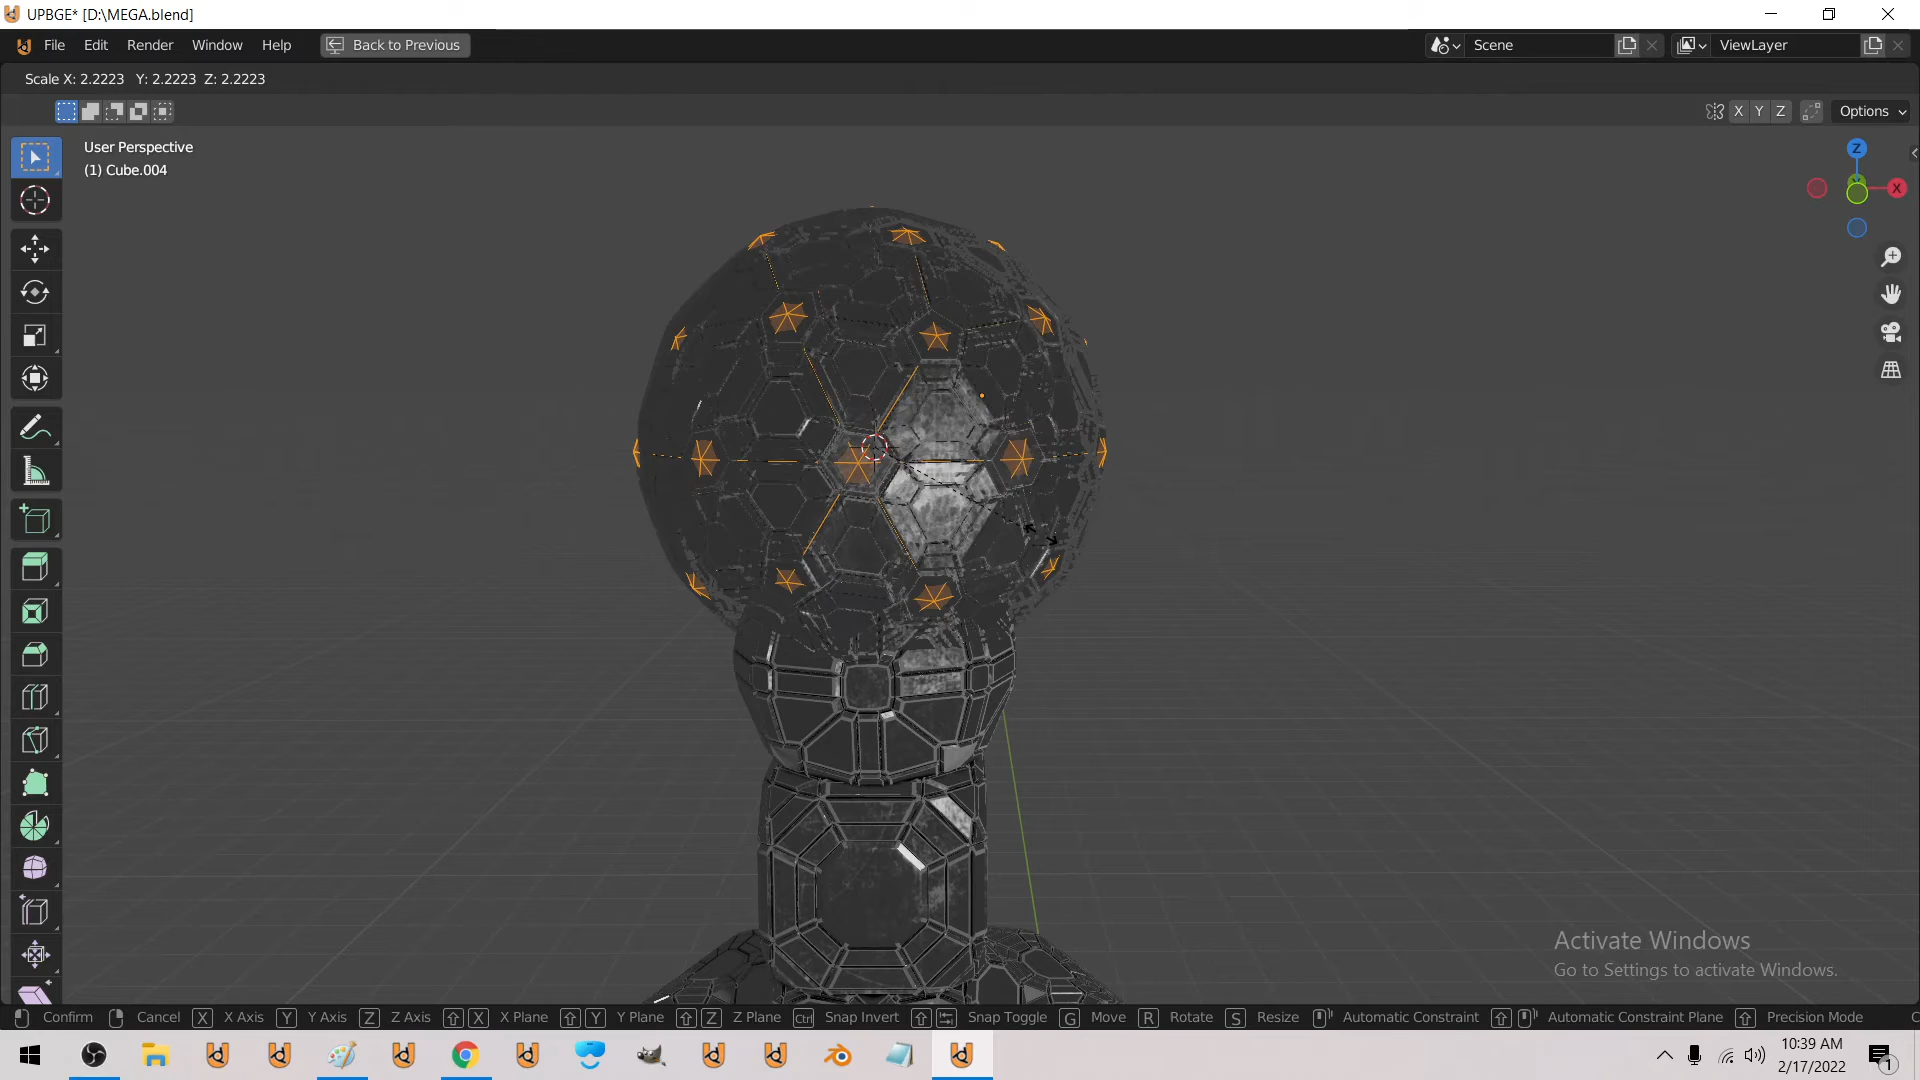 UPBGE* [D:\MEGA.blend]
File Edit Render Window Help Back to Previous Scene ViewLayer
Scale X: 2.2223 Y: 2.2223 Z: 2.2223
X Y Z Options
User Perspective
(1) Cube.004
Z
X
Activate Windows
Go to Settings to activate Windows.
Confirm Cancel X X Axis Y Y Axis Z Z Axis X X Plane Y Y Plane Z Z Plane Ctrl Snap Invert Snap Toggle G Move R Rotate S Resize Automatic Constraint Automatic Constraint Plane Precision Mode C
10:39 AM
2/17/2022
1